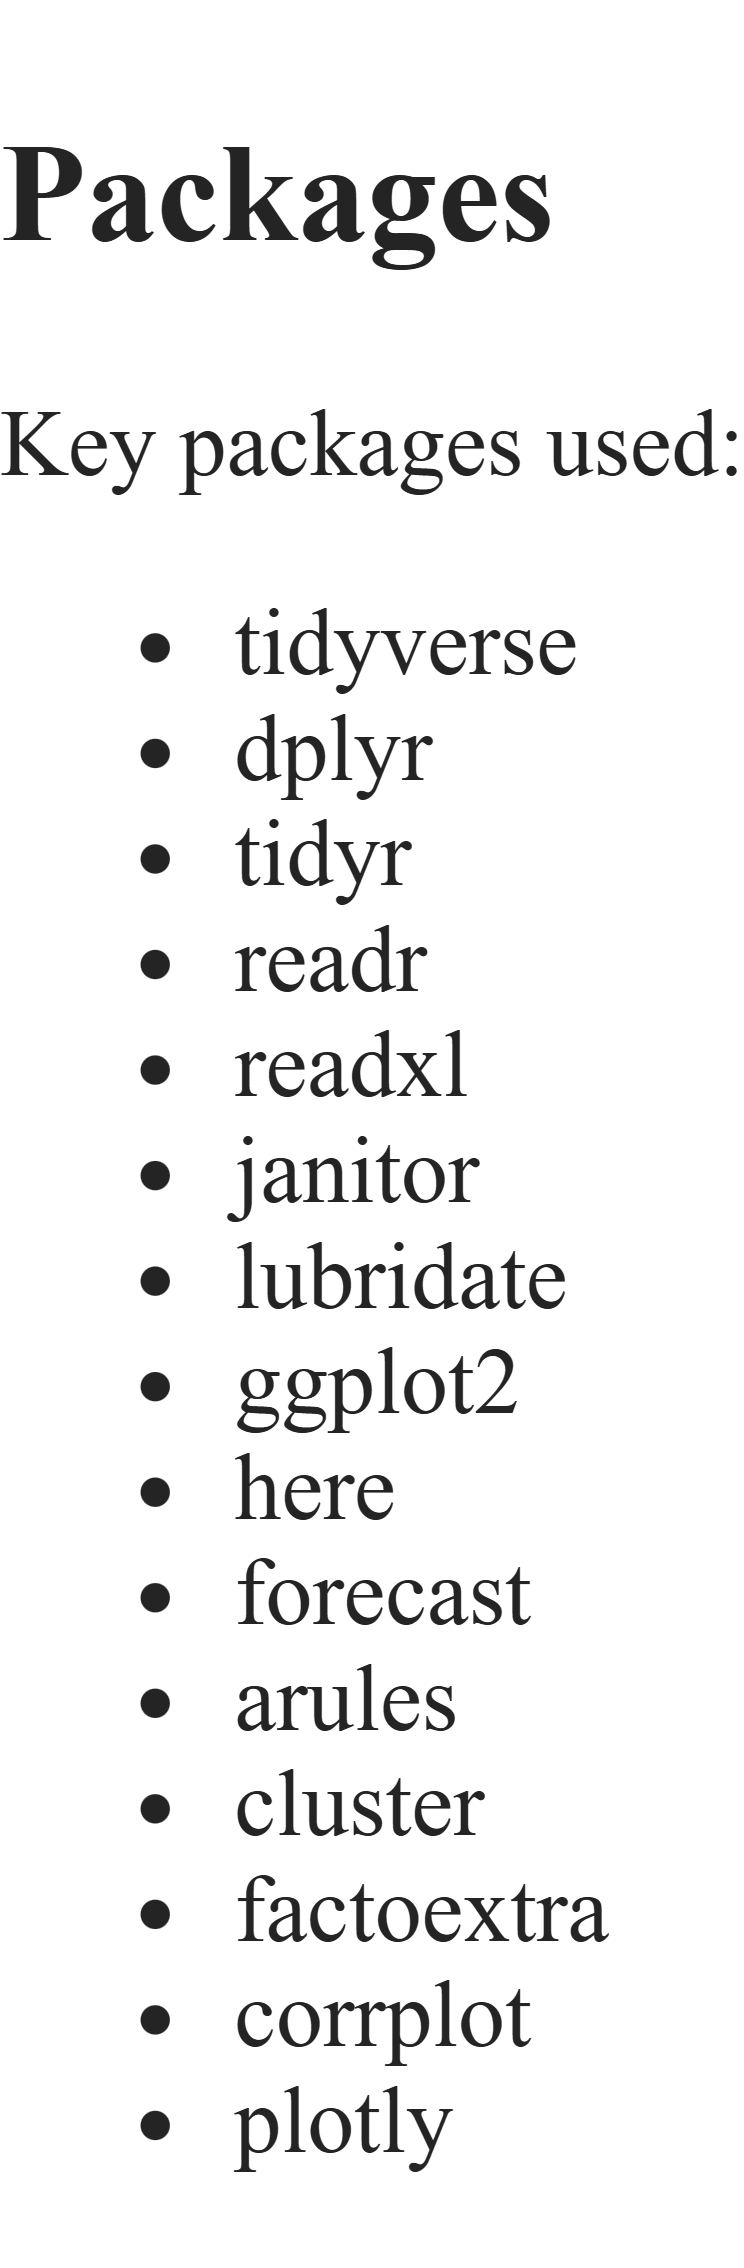 Packages
Key packages used:
• tidyverse
• dplyr
• tidyr
• readr
• readxl
• janitor
• lubridate
• ggplot2
• here
• forecast
• arules
• cluster
• factoextra
• corrplot
• plotly